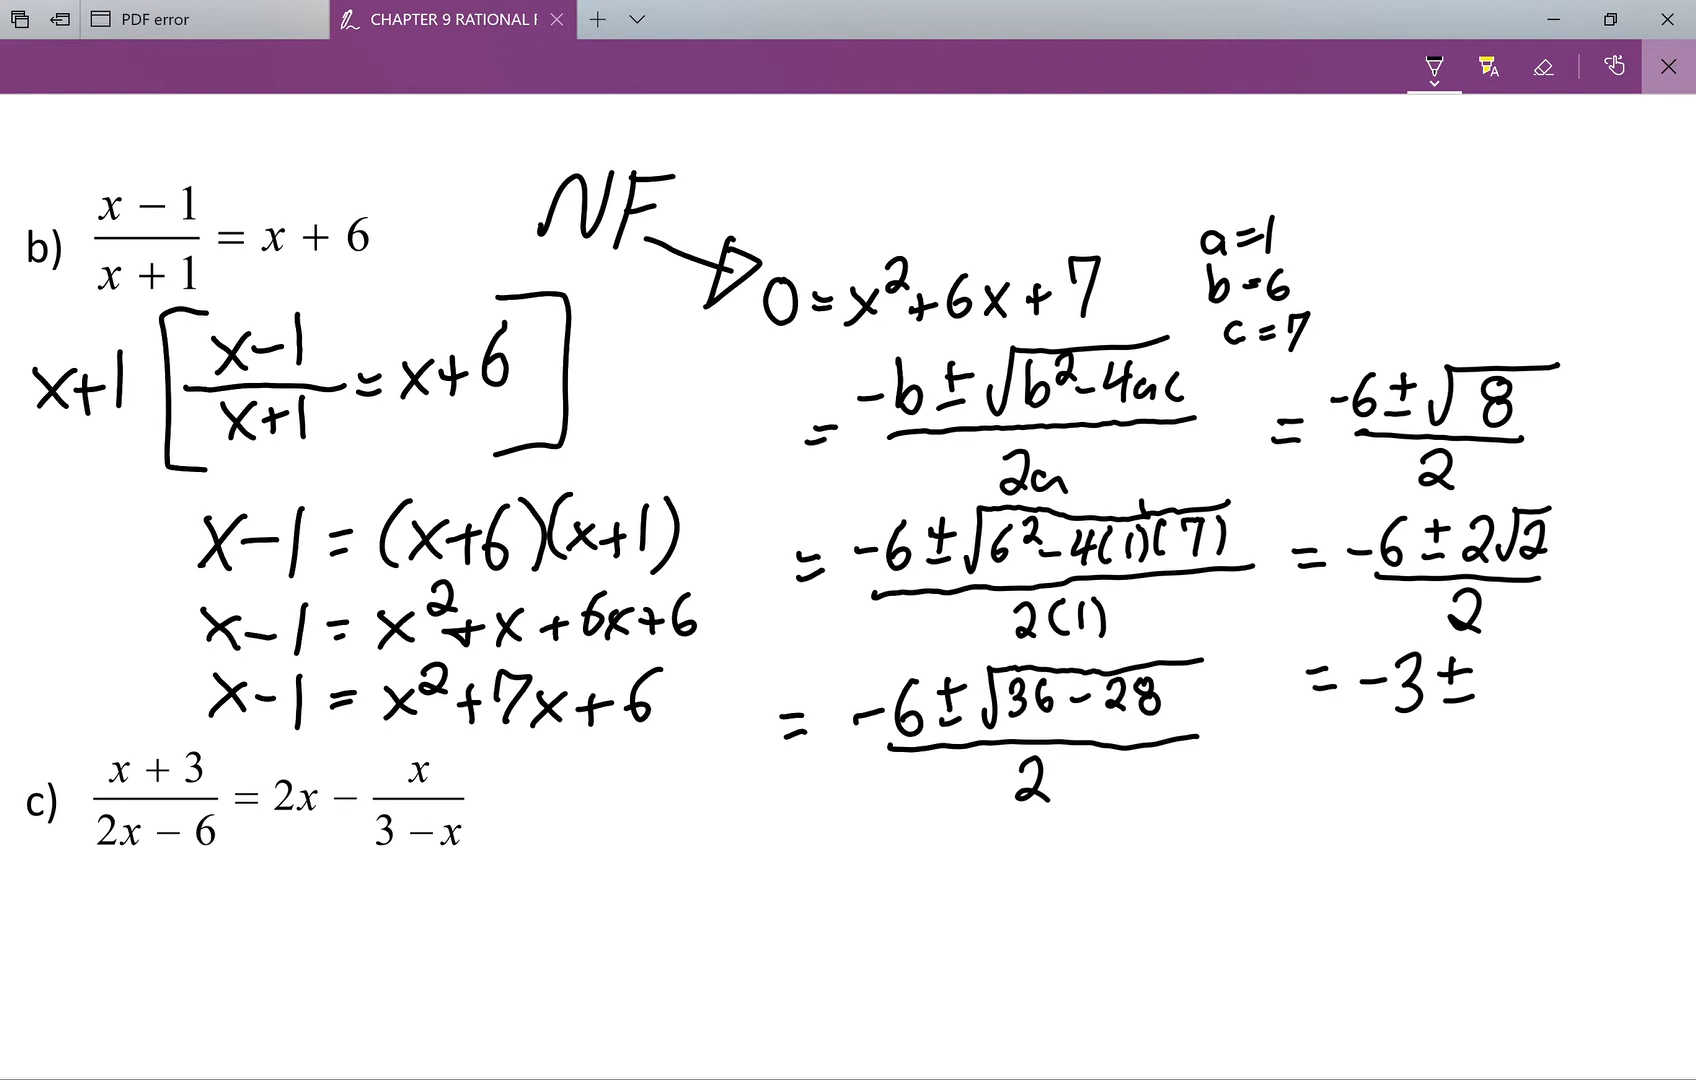 PDF error
CHAPTER 9 RATIONAL F
b) (x − 1)/(x + 1) = x + 6
x+1 [ (x-1)/(x+1) = x+6 ]
x-1 = (x+6)(x+1)
x-1 = x²+x+6x+6
x-1 = x²+7x+6
NF
0=x²+6x+7
a=1
b=6
c=7
= (-b±√(b²-4ac))/(2a)
= (-6±√(6²-4(1)(7)))/(2(1))
= (-6±√(36-28))/2
= (-6±√8)/2
= (-6±2√2)/2
= -3±
c) (x + 3)/(2x − 6) = 2x − x/(3 − x)